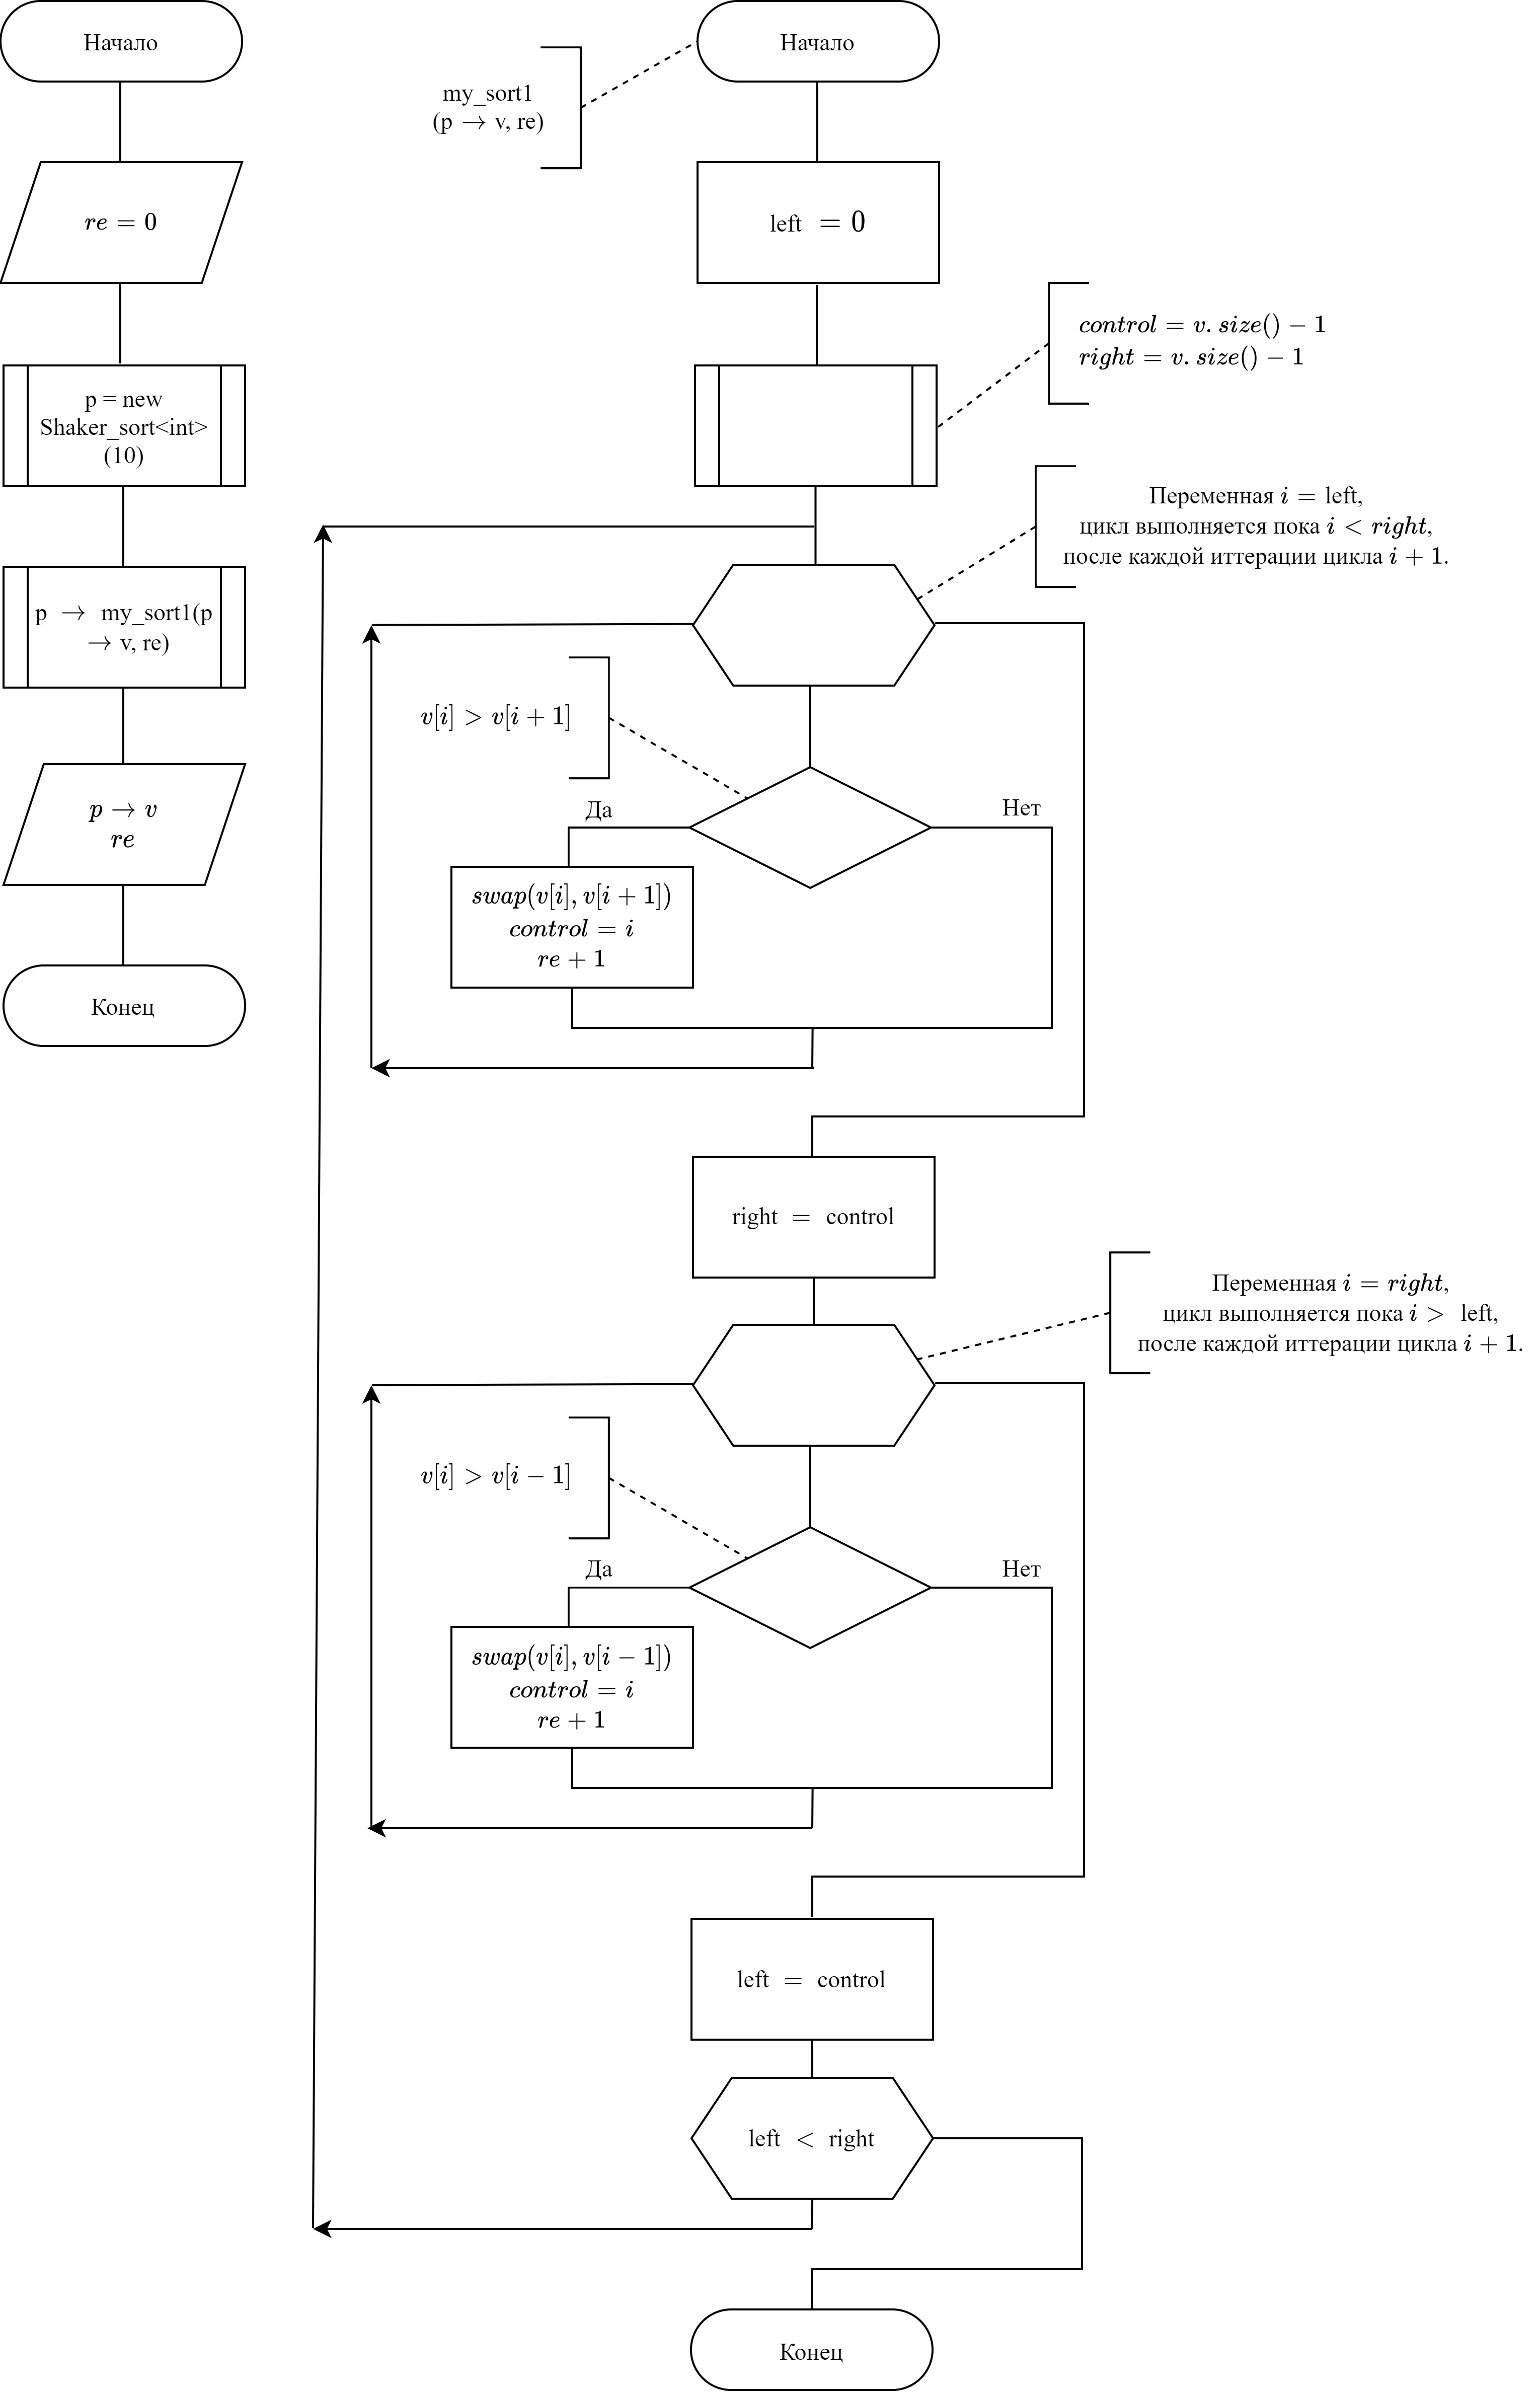 Начало
re = 0
p = new
Shaker_sort<int>
(10)
p → my_sort1(p
→ v, re)
p → v
re
Конец
Начало
my_sort1
(p → v, re)
left = 0
control = v. size() − 1
right = v. size() − 1
Переменная i = left,
цикл выполняется пока i < right,
после каждой иттерации цикла i + 1.
v[i] > v[i + 1]
Да
Нет
swap(v[i], v[i + 1])
control = i
re + 1
right = control
Переменная i = right,
цикл выполняется пока i > left,
после каждой иттерации цикла i + 1.
v[i] > v[i − 1]
Да
Нет
swap(v[i], v[i − 1])
control = i
re + 1
left = control
left < right
Конец